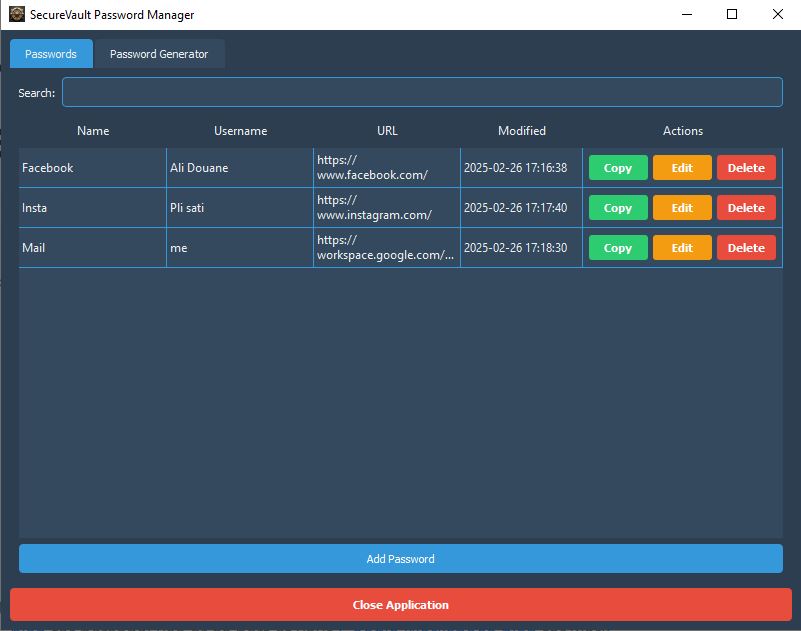 SecureVault Password Manager
Passwords Password Generator
Search:
Name Username URL Modified Actions
Facebook Ali Douane https:// www.facebook.com/ 2025-02-26 17:16:38 Copy Edit Delete
Insta Pli sati https:// www.instagram.com/ 2025-02-26 17:17:40 Copy Edit Delete
Mail me https:// workspace.google.com/... 2025-02-26 17:18:30 Copy Edit Delete
Add Password
Close Application